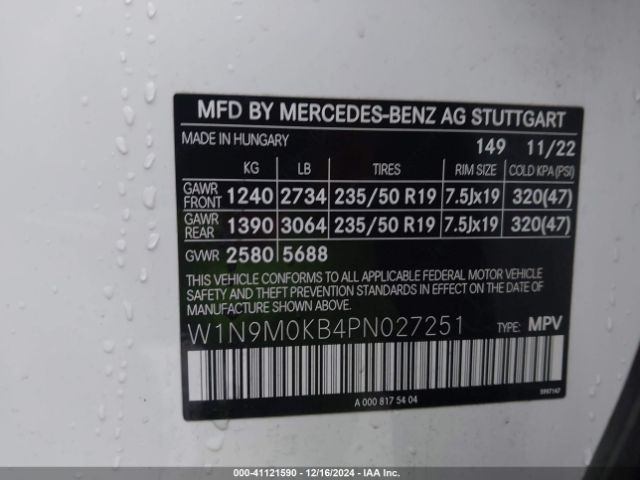 MFD BY MERCEDES-BENZ AG STUTTGART
MADE IN HUNGARY 149 11/22
KG LB TIRES RIM SIZE COLD KPA (PSI)
GAWR FRONT 1240 2734 235/50 R19 7.5Jx19 320(47)
GAWR REAR 1390 3064 235/50 R19 7.5Jx19 320(47)
GVWR 2580 5688
THIS VEHICLE CONFORMS TO ALL APPLICABLE FEDERAL MOTOR VEHICLE
SAFETY AND THEFT PREVENTION STANDARDS IN EFFECT ON THE DATE OF
MANUFACTURE SHOWN ABOVE.
W1N9M0KB4PN027251 TYPE: MPV
A 000 817 54 04 5997147
000-41121590 - 12/16/2024 - IAA Inc.